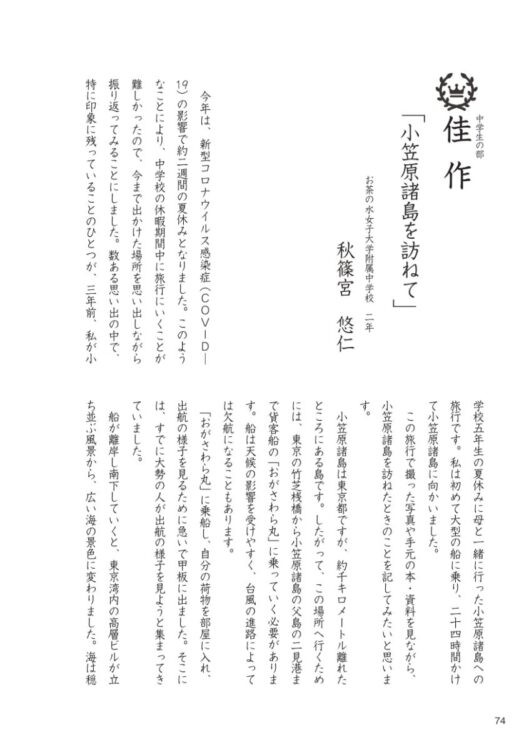 中学生の部
佳作
「小笠原諸島を訪ねて」
お茶の水女子大学附属中学校 二年
秋篠宮 悠仁
今年は、新型コロナウイルス感染症(COVID―
19)の影響で約二週間の夏休みとなりました。このよう
なことにより、中学校の休暇期間中に旅行にいくことが
難しかったので、今まで出かけた場所を思い出しながら
振り返ってみることにしました。数ある思い出の中で、
特に印象に残っていることのひとつが、三年前、私が小
学校五年生の夏休みに母と一緒に行った小笠原諸島への
旅行です。私は初めて大型の船に乗り、二十四時間かけ
て小笠原諸島に向かいました。
この旅行で撮った写真や手元の本・資料を見ながら、
小笠原諸島を訪ねたときのことを記してみたいと思いま
す。
小笠原諸島は東京都ですが、約千キロメートル離れた
ところにある島です。したがって、この場所へ行くため
には、東京の竹芝桟橋から小笠原諸島の父島の二見港ま
で貨客船の「おがさわら丸」に乗っていく必要がありま
す。船は天候の影響を受けやすく、台風の進路によって
は欠航になることもあります。
「おがさわら丸」に乗船し、自分の荷物を部屋に入れ、
出航の様子を見るために急いで甲板に出ました。そこに
は、すでに大勢の人が出航の様子を見ようと集まってき
ていました。
船が離岸し南下していくと、東京湾内の高層ビルが立
ち並ぶ風景から、広い海の景色に変わりました。海は穏
74